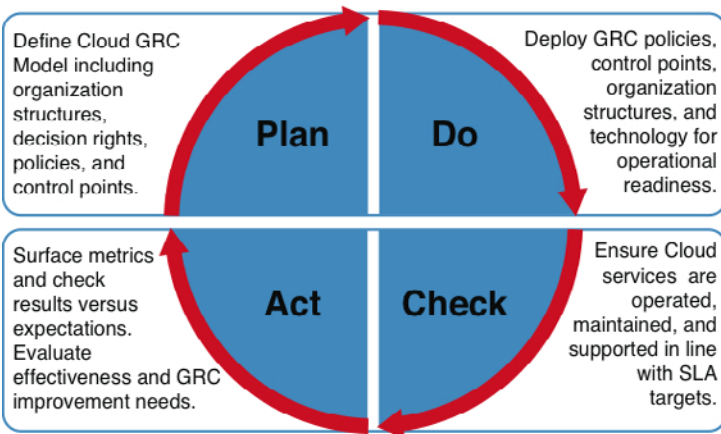 Define Cloud GRC
Model including
organization
structures,
decision rights,
policies, and
control points.
Plan
Do
Deploy GRC policies,
control points,
organization
structures, and
technology for
operational
readiness.
Surface metrics
and check
results versus
expectations.
Evaluate
effectiveness and GRC
improvement needs.
Act
Check
Ensure Cloud
services are
operated,
maintained, and
supported in line
with SLA
targets.